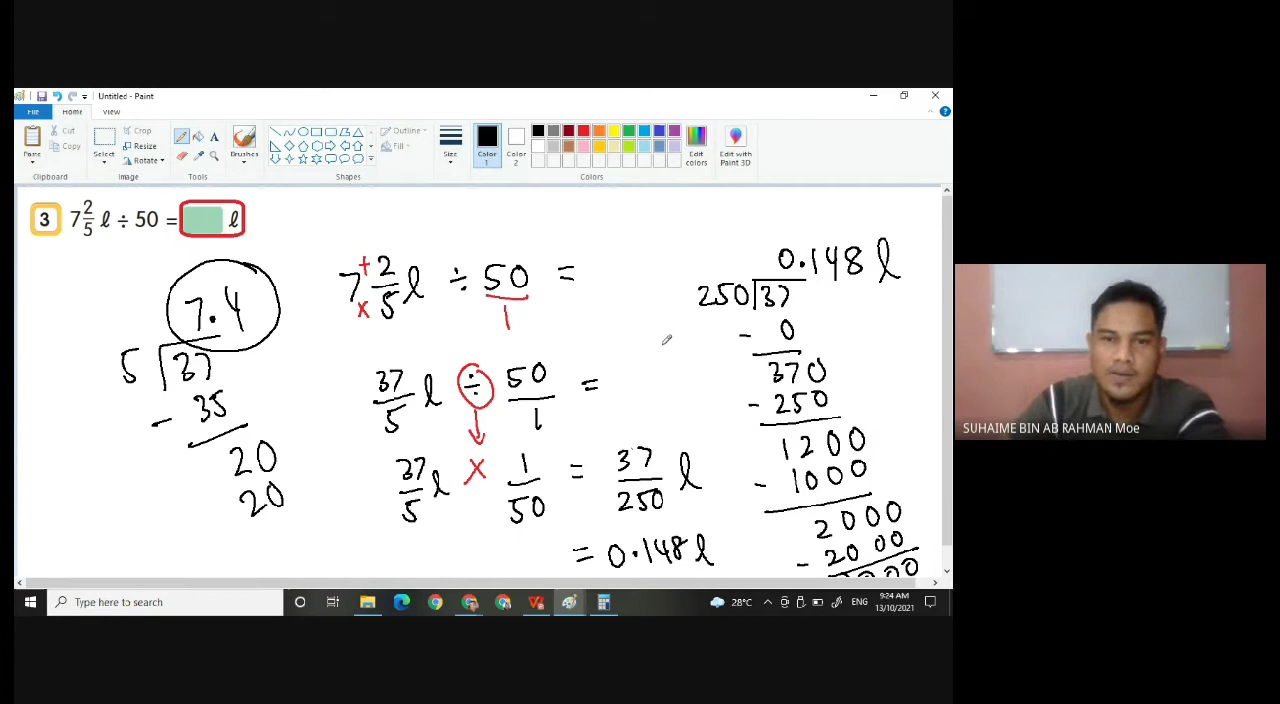 Untitled - Paint
File Home View
Paste
Cut
Copy
Clipboard
Select
Crop
Resize
Rotate
Image
A
Tools
Brushes
Outline
Fill
Shapes
Size
Color 1
Color 2
Colors
Edit colors
Edit with Paint 3D
3 7 2/5 ℓ ÷ 50 = ℓ
7.4
5 37
- 35
20
20
7 + x 2/5 ℓ ÷ 50/1 =
37/5 ℓ ÷ 50/1 =
37/5 ℓ x 1/50 = 37/250 ℓ
= 0.148 ℓ
0.148 ℓ
250 37
- 0
370
- 250
1200
- 1000
2000
- 2000
SUHAIME BIN AB RAHMAN Moe
Type here to search
28°C
ENG
9:24 AM
13/10/2021